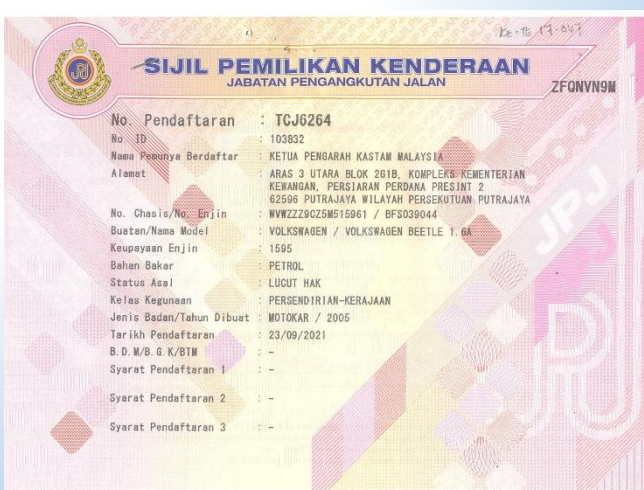 Ke-TG 17-047
SIJIL PEMILIKAN KENDERAAN
JABATAN PENGANGKUTAN JALAN
ZFQNVN9M
No. Pendaftaran : TCJ6264
No. ID : 103832
Nama Pemunya Berdaftar : KETUA PENGARAH KASTAM MALAYSIA
Alamat : ARAS 3 UTARA BLOK 2G1B, KOMPLEKS KEMENTERIAN
KEWANGAN, PERSIARAN PERDANA PRESINT 2
62596 PUTRAJAYA WILAYAH PERSEKUTUAN PUTRAJAYA
No. Chasis/No. Enjin : WVWZZZ9CZ5M515961 / BFS039044
Buatan/Nama Model : VOLKSWAGEN / VOLKSWAGEN BEETLE 1.6A
Keupayaan Enjin : 1595
Bahan Bakar : PETROL
Status Asal : LUCUT HAK
Kelas Kegunaan : PERSENDIRIAN-KERAJAAN
Jenis Badan/Tahun Dibuat : MOTOKAR / 2005
Tarikh Pendaftaran : 23/09/2021
B.D.M/B.G.K/BTM : -
Syarat Pendaftaran 1 : -
Syarat Pendaftaran 2 : -
Syarat Pendaftaran 3 : -
JPJ